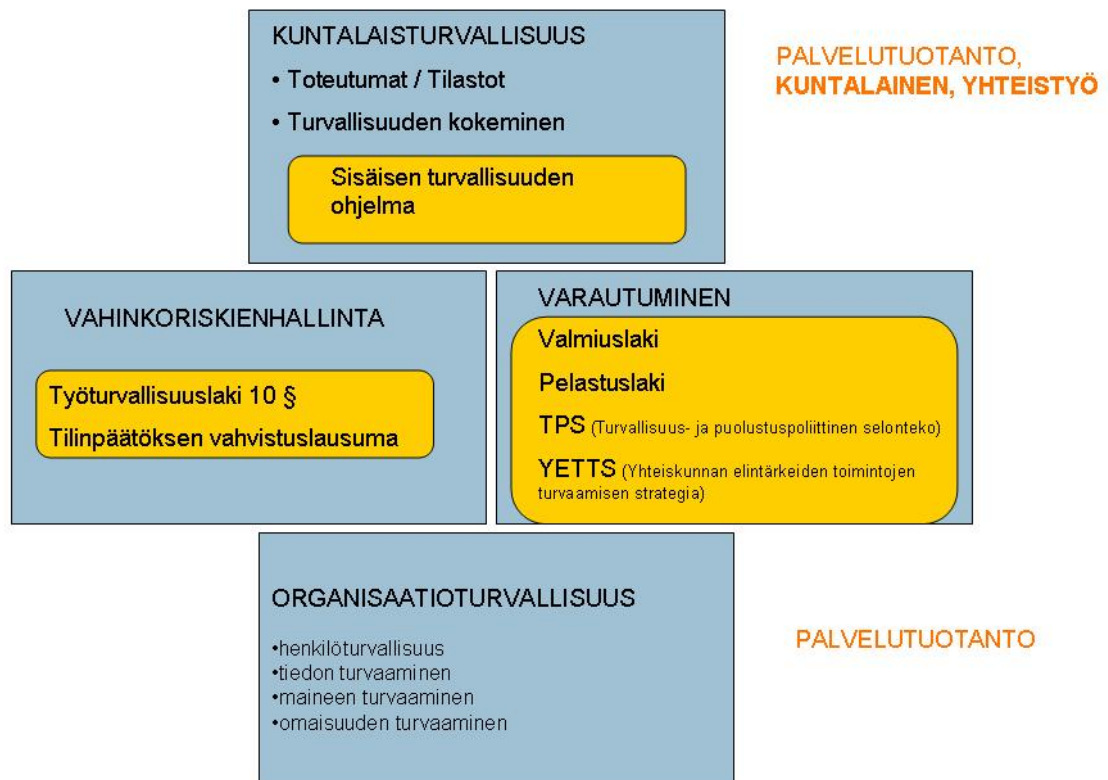 KUNTALAISTURVALLISUUS
• Toteutumat / Tilastot
• Turvallisuuden kokeminen
Sisäisen turvallisuuden
ohjelma
PALVELUTUOTANTO,
KUNTALAINEN, YHTEISTYÖ
VAHINKORISKIENHALLINTA
Työturvallisuuslaki 10 §
Tilinpäätöksen vahvistuslausuma
VARAUTUMINEN
Valmiuslaki
Pelastuslaki
TPS (Turvallisuus- ja puolustuspoliittinen selonteko)
YETTS (Yhteiskunnan elintärkeiden toimintojen
turvaamisen strategia)
ORGANISAATIOTURVALLISUUS
•henkilöturvallisuus
•tiedon turvaaminen
•maineen turvaaminen
•omaisuuden turvaaminen
PALVELUTUOTANTO